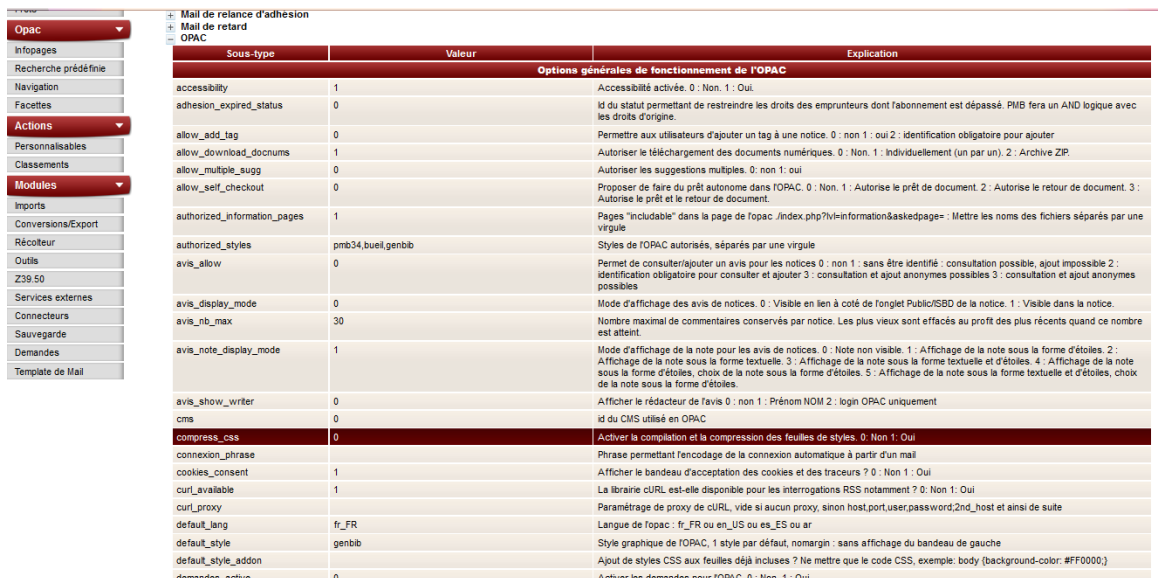 Mail de relance d'adhésion
Mail de retard
OPAC
Opac
Infopages
Recherche prédéfinie
Navigation
Facettes
Actions
Personnalisables
Classements
Modules
Imports
Conversions/Export
Récolteur
Outils
Z39.50
Services externes
Connecteurs
Sauvegarde
Demandes
Template de Mail
Sous-type Valeur Explication
Options générales de fonctionnement de l'OPAC
accessibility 1 Accessibilité activée. 0 : Non. 1 : Oui.
adhesion_expired_status 0 Id du statut permettant de restreindre les droits des emprunteurs dont l'abonnement est dépassé. PMB fera un AND logique avec
les droits d'origine.
allow_add_tag 0 Permettre aux utilisateurs d'ajouter un tag à une notice. 0 : non 1 : oui 2 : identification obligatoire pour ajouter
allow_download_docnums 1 Autoriser le téléchargement des documents numériques. 0 : Non. 1 : Individuellement (un par un). 2 : Archive ZIP.
allow_multiple_sugg 0 Autoriser les suggestions multiples. 0: non 1: oui
allow_self_checkout 0 Proposer de faire du prêt autonome dans l'OPAC. 0 : Non. 1 : Autorise le prêt de document. 2 : Autorise le retour de document. 3 :
Autorise le prêt et le retour de document.
authorized_information_pages 1 Pages "includable" dans la page de l'opac ./index.php?lvl=information&askedpage= : Mettre les noms des fichiers séparés par une
virgule
authorized_styles pmb34,bueil,genbib Styles de l'OPAC autorisés, séparés par une virgule
avis_allow 0 Permet de consulter/ajouter un avis pour les notices 0 : non 1 : sans être identifié : consultation possible, ajout impossible 2 :
identification obligatoire pour consulter et ajouter 3 : consultation et ajout anonymes possibles 3 : consultation et ajout anonymes
possibles
avis_display_mode 0 Mode d'affichage des avis de notices. 0 : Visible en lien à coté de l'onglet Public/ISBD de la notice. 1 : Visible dans la notice.
avis_nb_max 30 Nombre maximal de commentaires conservés par notice. Les plus vieux sont effacés au profit des plus récents quand ce nombre
est atteint.
avis_note_display_mode 1 Mode d'affichage de la note pour les avis de notices. 0 : Note non visible. 1 : Affichage de la note sous la forme d'étoiles. 2 :
Affichage de la note sous la forme textuelle. 3 : Affichage de la note sous la forme textuelle et d'étoiles. 4 : Affichage de la note
sous la forme d'étoiles, choix de la note sous la forme d'étoiles. 5 : Affichage de la note sous la forme textuelle et d'étoiles, choix
de la note sous la forme d'étoiles.
avis_show_writer 0 Afficher le rédacteur de l'avis 0 : non 1 : Prénom NOM 2 : login OPAC uniquement
cms 0 id du CMS utilisé en OPAC
compress_css 0 Activer la compilation et la compression des feuilles de styles. 0: Non 1: Oui
connexion_phrase Phrase permettant l'encodage de la connexion automatique à partir d'un mail
cookies_consent 1 Afficher le bandeau d'acceptation des cookies et des traceurs ? 0 : Non 1 : Oui
curl_available 1 La librairie cURL est-elle disponible pour les interrogations RSS notamment ? 0: Non 1: Oui
curl_proxy Paramétrage de proxy de cURL, vide si aucun proxy, sinon host,port,user,password;2nd_host et ainsi de suite
default_lang fr_FR Langue de l'opac : fr_FR ou en_US ou es_ES ou ar
default_style genbib Style graphique de l'OPAC, 1 style par défaut, nomargin : sans affichage du bandeau de gauche
default_style_addon Ajout de styles CSS aux feuilles déjà incluses ? Ne mettre que le code CSS, exemple: body {background-color: #FF0000;}
demandes_active 0 Activer les demandes pour l'OPAC. 0 : Non. 1 : Oui